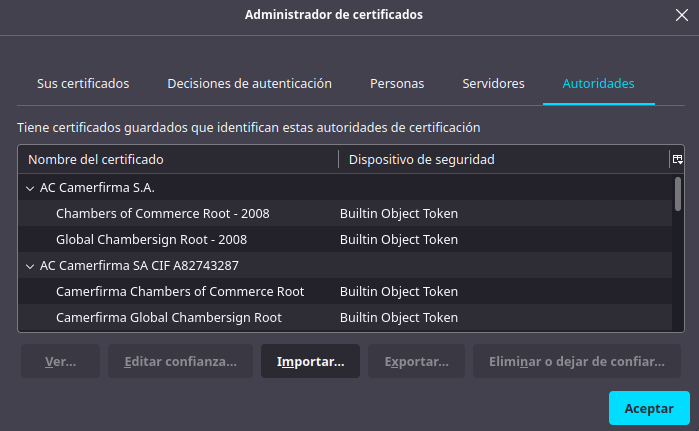 Administrador de certificados
Sus certificados Decisiones de autenticación Personas Servidores Autoridades
Tiene certificados guardados que identifican estas autoridades de certificación
Nombre del certificado Dispositivo de seguridad
AC Camerfirma S.A.
Chambers of Commerce Root - 2008 Builtin Object Token
Global Chambersign Root - 2008 Builtin Object Token
AC Camerfirma SA CIF A82743287
Camerfirma Chambers of Commerce Root Builtin Object Token
Camerfirma Global Chambersign Root Builtin Object Token
Ver... Editar confianza... Importar... Exportar... Eliminar o dejar de confiar...
Aceptar